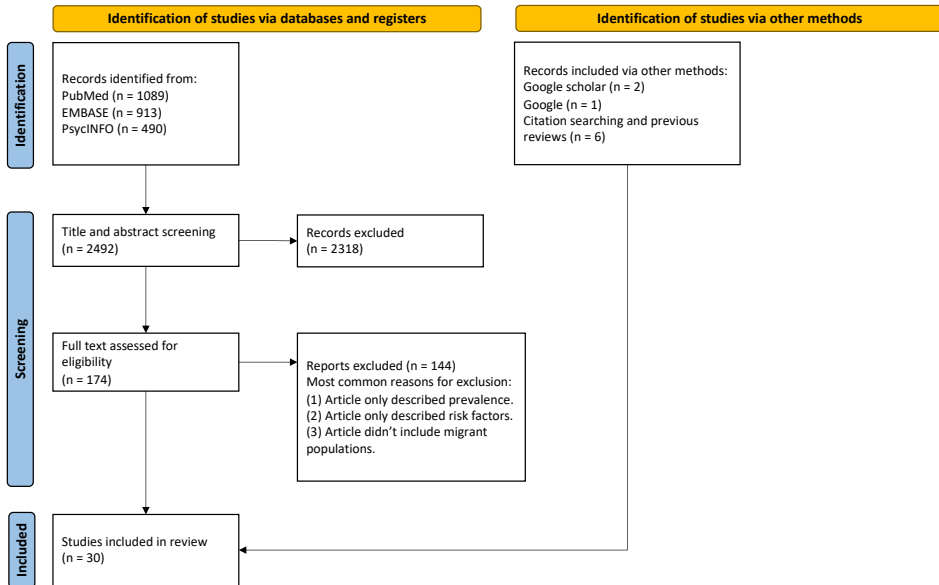 Identification of studies via databases and registers
Identification of studies via other methods
Identification
Records identified from:
PubMed (n = 1089)
EMBASE (n = 913)
PsycINFO (n = 490)
Records included via other methods:
Google scholar (n = 2)
Google (n = 1)
Citation searching and previous
reviews (n = 6)
Screening
Title and abstract screening
(n = 2492)
Records excluded
(n = 2318)
Full text assessed for
eligibility
(n = 174)
Reports excluded (n = 144)
Most common reasons for exclusion:
(1) Article only described prevalence.
(2) Article only described risk factors.
(3) Article didn't include migrant
populations.
Included
Studies included in review
(n = 30)